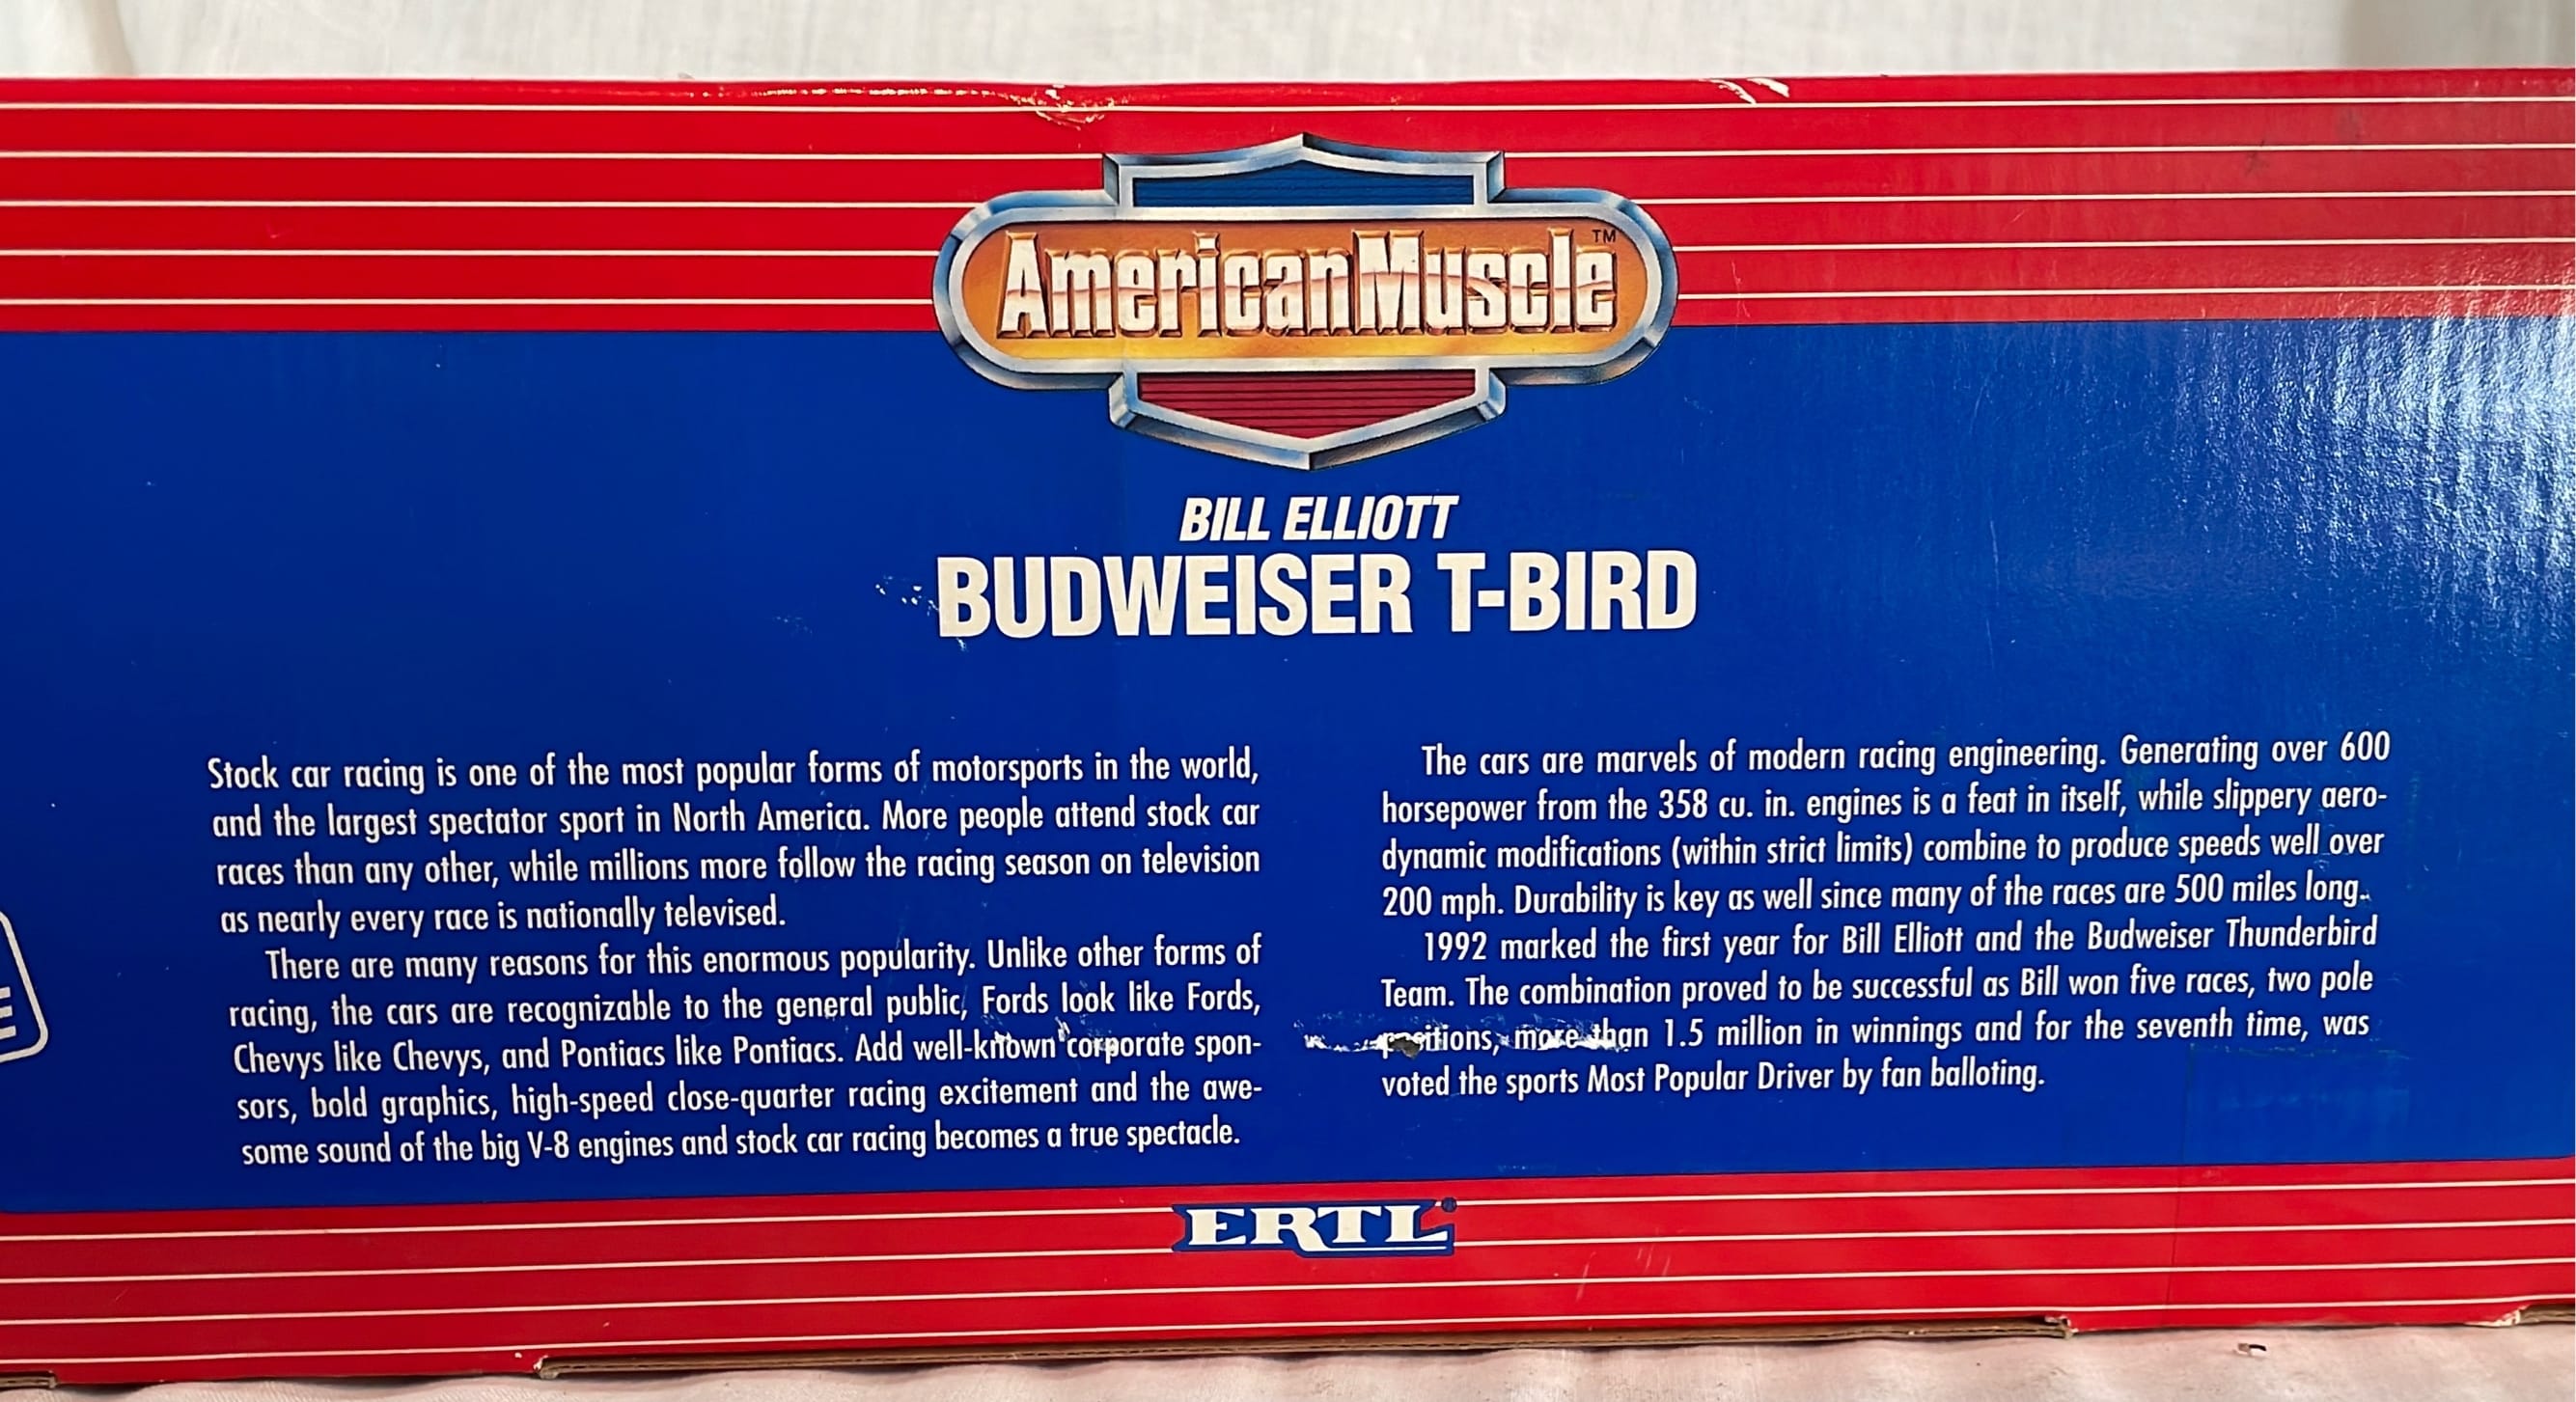 AmericanMuscle™
BILL ELLIOTT
BUDWEISER T-BIRD
Stock car racing is one of the most popular forms of motorsports in the world,
and the largest spectator sport in North America. More people attend stock car
races than any other, while millions more follow the racing season on television
as nearly every race is nationally televised.
There are many reasons for this enormous popularity. Unlike other forms of
racing, the cars are recognizable to the general public, Fords look like Fords,
Chevys like Chevys, and Pontiacs like Pontiacs. Add well-known corporate spon-
sors, bold graphics, high-speed close-quarter racing excitement and the awe-
some sound of the big V-8 engines and stock car racing becomes a true spectacle.
The cars are marvels of modern racing engineering. Generating over 600
horsepower from the 358 cu. in. engines is a feat in itself, while slippery aero-
dynamic modifications (within strict limits) combine to produce speeds well over
200 mph. Durability is key as well since many of the races are 500 miles long.
1992 marked the first year for Bill Elliott and the Budweiser Thunderbird
Team. The combination proved to be successful as Bill won five races, two pole
positions, more than 1.5 million in winnings and for the seventh time, was
voted the sports Most Popular Driver by fan balloting.
ERTL®